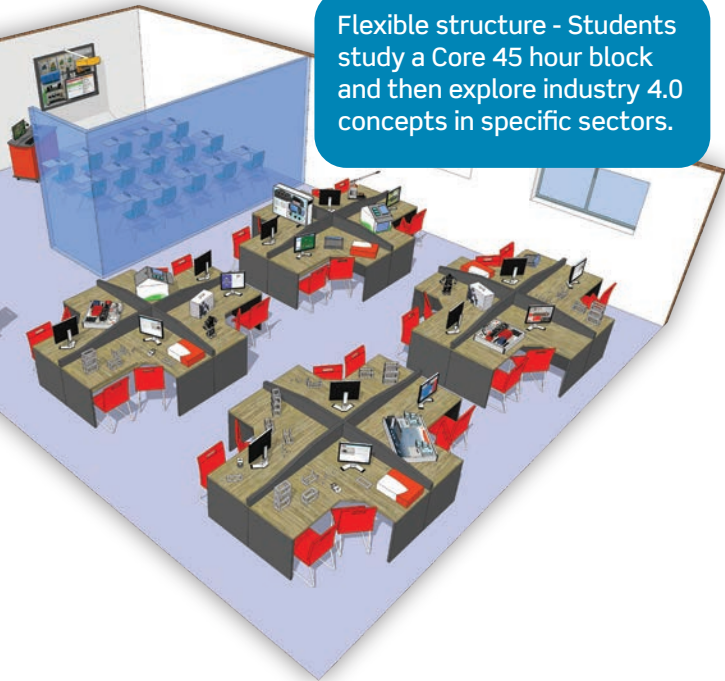 Flexible structure - Students
study a Core 45 hour block
and then explore industry 4.0
concepts in specific sectors.